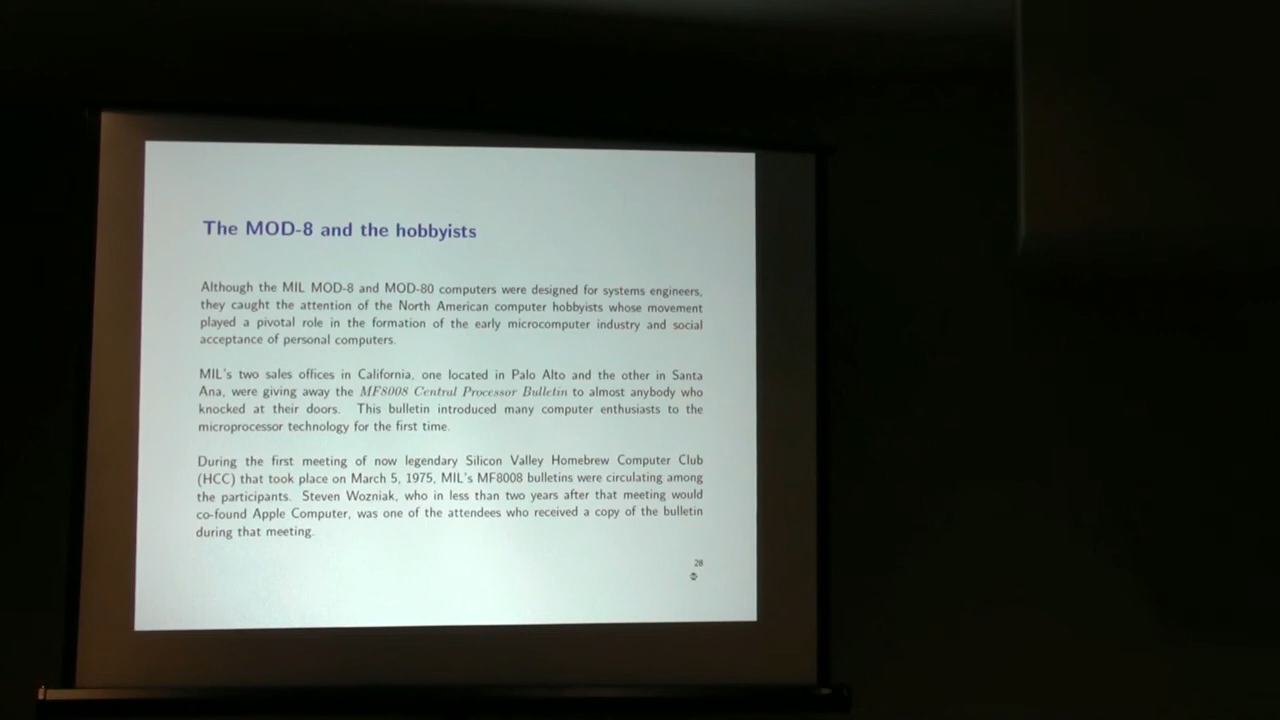 The MOD-8 and the hobbyists
Although the MIL MOD-8 and MOD-80 computers were designed for systems engineers,
they caught the attention of the North American computer hobbyists whose movement
played a pivotal role in the formation of the early microcomputer industry and social
acceptance of personal computers.
MIL's two sales offices in California, one located in Palo Alto and the other in Santa
Ana, were giving away the MF8008 Central Processor Bulletin to almost anybody who
knocked at their doors. This bulletin introduced many computer enthusiasts to the
microprocessor technology for the first time.
During the first meeting of now legendary Silicon Valley Homebrew Computer Club
(HCC) that took place on March 5, 1975, MIL's MF8008 bulletins were circulating among
the participants. Steven Wozniak, who in less than two years after that meeting would
co-found Apple Computer, was one of the attendees who received a copy of the bulletin
during that meeting.
28